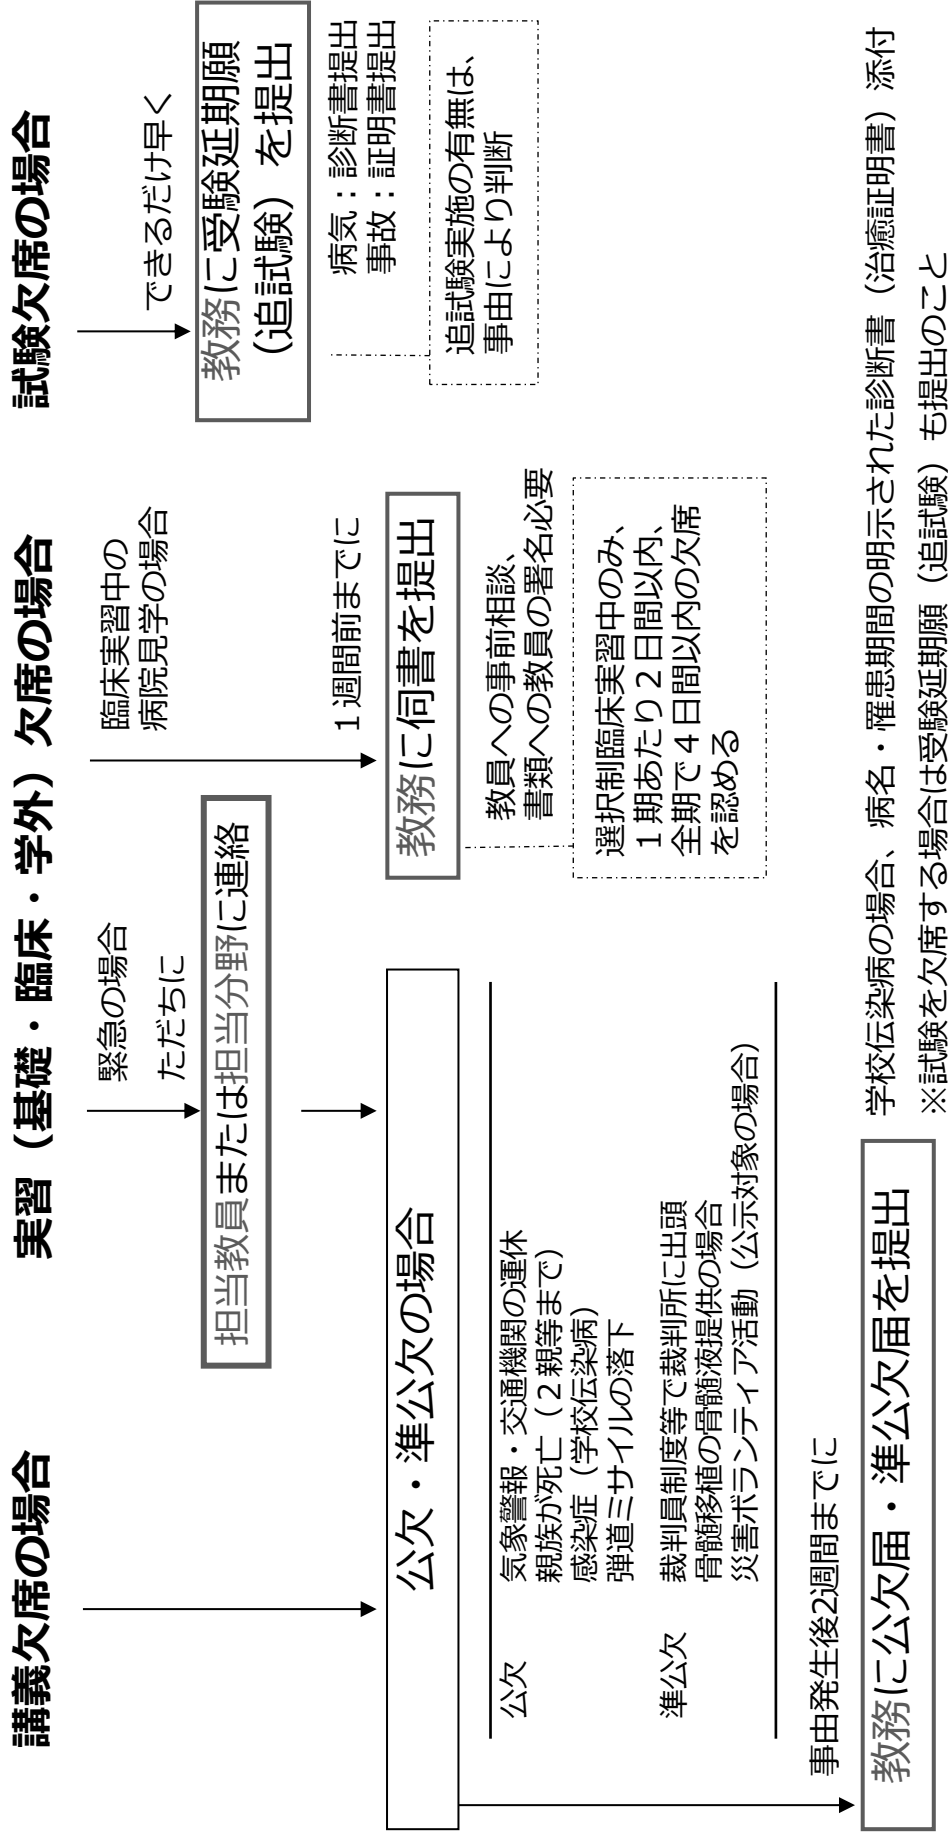 講義欠席の場合
実習（基礎・臨床・学外）欠席の場合
試験欠席の場合
緊急の場合
ただちに
担当教員または担当分野に連絡
臨床実習中の
病院見学の場合
１週間前までに
教務に伺書を提出
教員への事前相談、
書類への教員の署名必要
選択制臨床実習中のみ、
１期あたり２日間以内、
全期で４日間以内の欠席
を認める
できるだけ早く
教務に受験延期願
（追試験）を提出
病気：診断書提出
事故：証明書提出
追試験実施の有無は、
事由により判断
公欠・準公欠の場合
公欠
気象警報・交通機関の運休
親族が死亡（２親等まで）
感染症（学校伝染病）
弾道ミサイルの落下
準公欠
裁判員制度等で裁判所に出頭
骨髄移植の骨髄液提供の場合
災害ボランティア活動（公示対象の場合）
事由発生後2週間までに
教務に公欠届・準公欠届を提出
学校伝染病の場合、病名・罹患期間の明示された診断書（治癒証明書）添付
※試験を欠席する場合は受験延期願（追試験）も提出のこと